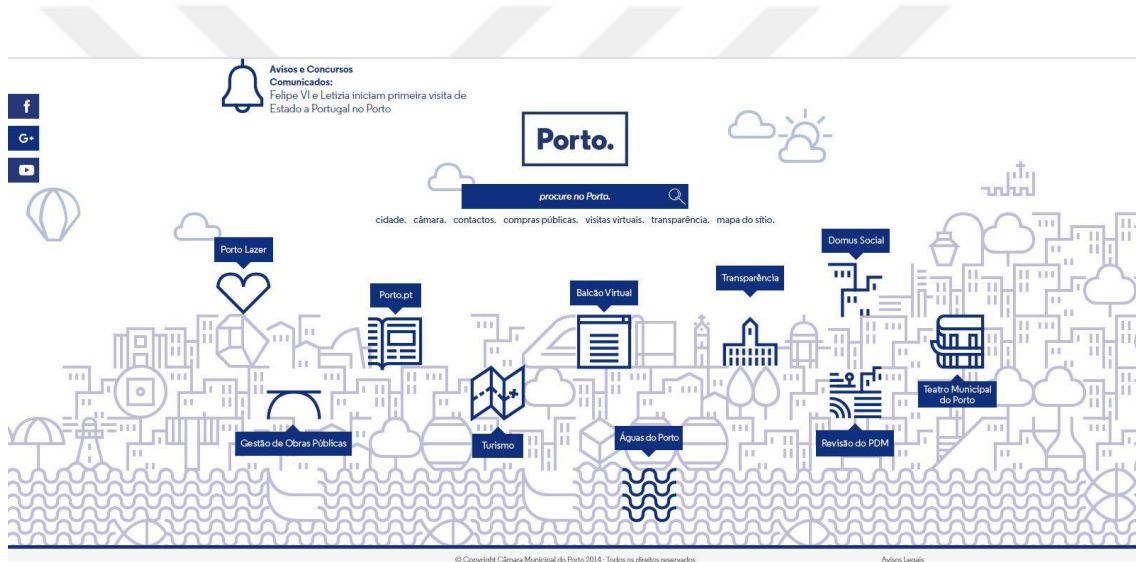 Avisos e Concursos
Comunicados:
Felipe VI e Letizia iniciam primeira visita de
Estado a Portugal no Porto
f
G+
Porto.
procure no Porto.
cidade. câmara. contactos. compras públicas. visitas virtuais. transparência. mapa do sítio.
Domus Social
Porto Lazer
Transparência
Porto.pt
Balcão Virtual
Teatro Municipal
do Porto
Gestão de Obras Públicas
Turismo
Águas do Porto
Revisão do PDM
© Copyright Câmara Municipal do Porto 2014 - Todos os direitos reservados.
Avisos Legais